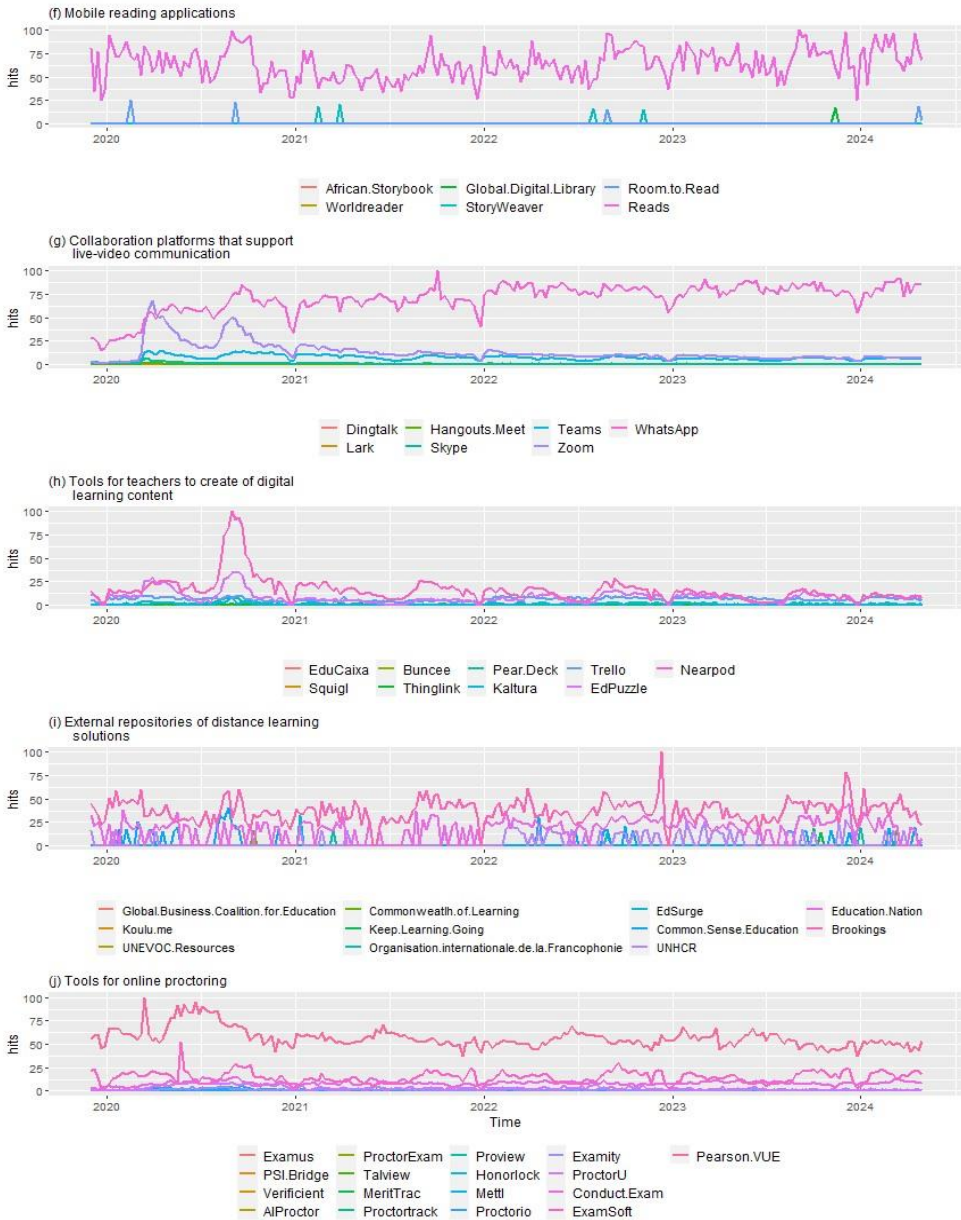 (f) Mobile reading applications
100
75
50
25
0
hits
2020 2021 2022 2023 2024
African.Storybook Global.Digital.Library Room.to.Read
Worldreader StoryWeaver Reads
(g) Collaboration platforms that support
live-video communication
100
75
50
25
0
hits
2020 2021 2022 2023 2024
Dingtalk Hangouts.Meet Teams WhatsApp
Lark Skype Zoom
(h) Tools for teachers to create of digital
learning content
100
75
50
25
0
hits
2020 2021 2022 2023 2024
EduCaixa Buncee Pear.Deck Trello Nearpod
Squigl Thinglink Kaltura EdPuzzle
(i) External repositories of distance learning
solutions
100
75
50
25
0
hits
2020 2021 2022 2023 2024
Global.Business.Coalition.for.Education Commonweatlh.of.Learning EdSurge Education.Nation
Koulu.me Keep.Learning.Going Common.Sense.Education Brookings
UNEVOC.Resources Organisation.internationale.de.la.Francophonie UNHCR
(j) Tools for online proctoring
100
75
50
25
0
hits
2020 2021 2022 2023 2024
Time
Examus ProctorExam Proview Examity Pearson.VUE
PSI.Bridge Talview Honorlock ProctorU
Verificient MeritTrac Mettl Conduct.Exam
AIProctor Proctortrack Proctorio ExamSoft